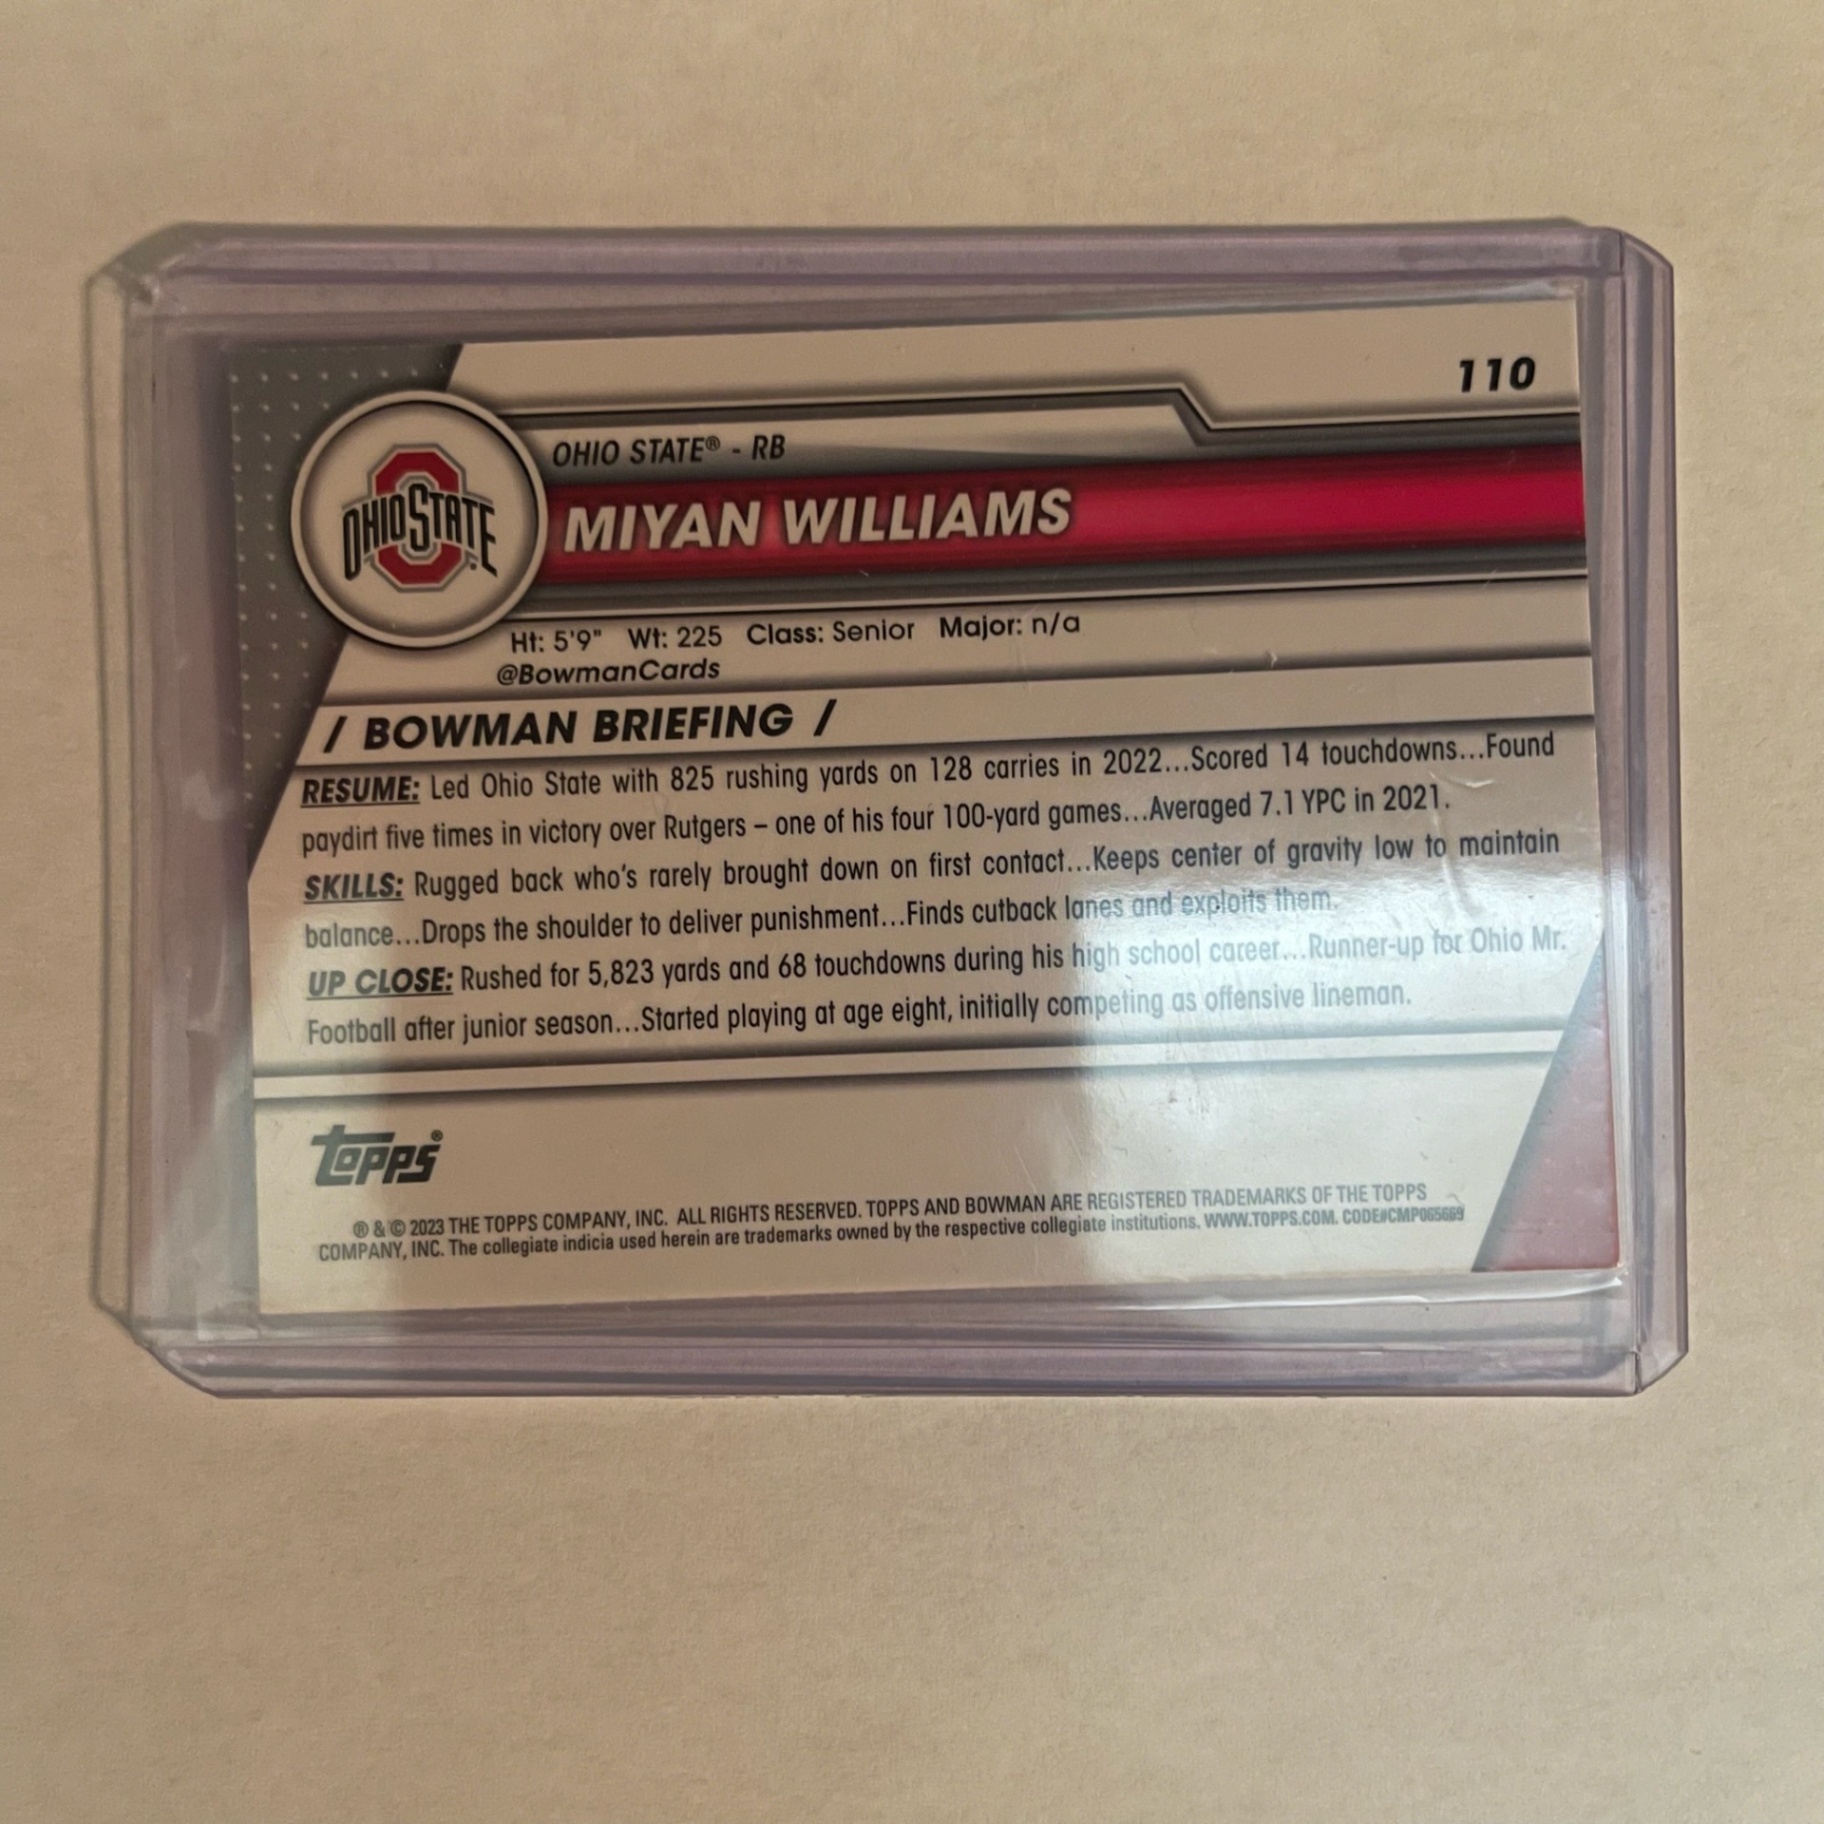 110
OHIO STATE® - RB
OHIO STATE
MIYAN WILLIAMS
Ht: 5'9" Wt: 225 Class: Senior Major: n/a
@BowmanCards
/ BOWMAN BRIEFING /
RESUME: Led Ohio State with 825 rushing yards on 128 carries in 2022...Scored 14 touchdowns...Found
paydirt five times in victory over Rutgers – one of his four 100-yard games...Averaged 7.1 YPC in 2021.
SKILLS: Rugged back who's rarely brought down on first contact...Keeps center of gravity low to maintain
balance...Drops the shoulder to deliver punishment...Finds cutback lanes and exploits them.
UP CLOSE: Rushed for 5,823 yards and 68 touchdowns during his high school career...Runner-up for Ohio Mr.
Football after junior season...Started playing at age eight, initially competing as offensive lineman.
topps®
® & © 2023 THE TOPPS COMPANY, INC. ALL RIGHTS RESERVED. TOPPS AND BOWMAN ARE REGISTERED TRADEMARKS OF THE TOPPS
COMPANY, INC. The collegiate indicia used herein are trademarks owned by the respective collegiate institutions. WWW.TOPPS.COM. CODE#CMP065669